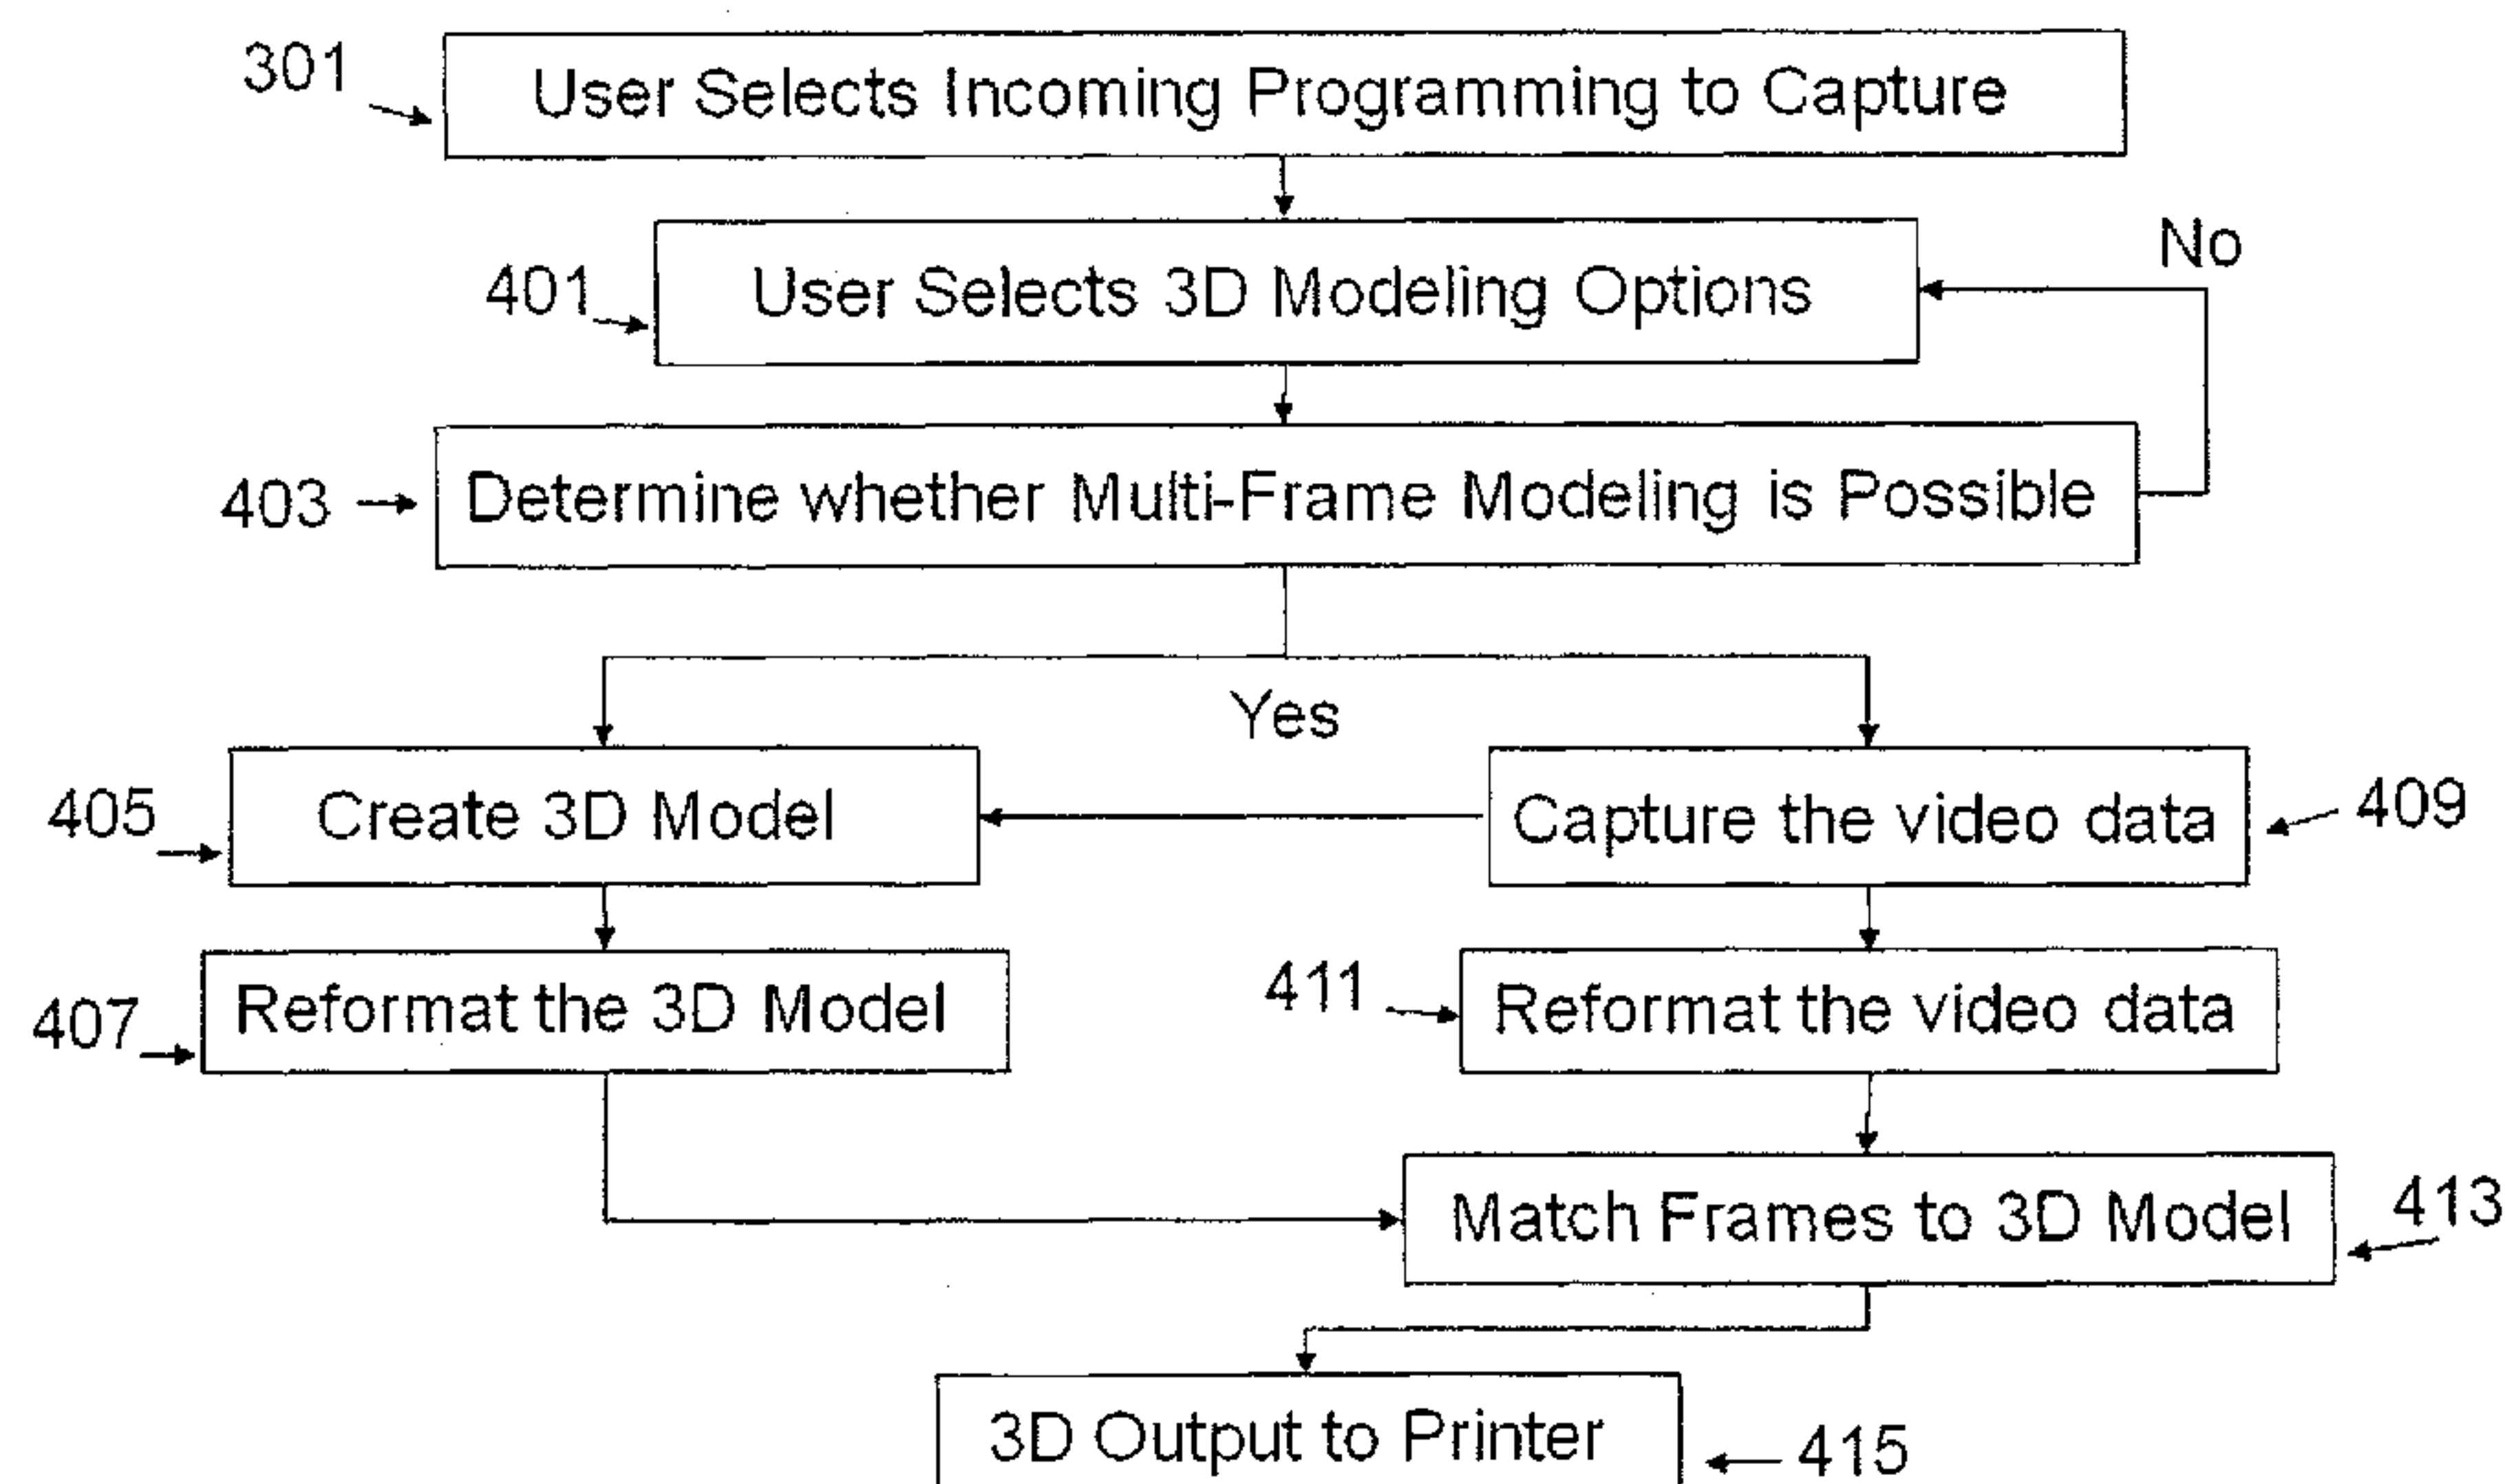 301
User Selects Incoming Programming to Capture
No
401
User Selects 3D Modeling Options
403
Determine whether Multi-Frame Modeling is Possible
Yes
405
Create 3D Model
Capture the video data
409
407
Reformat the 3D Model
411
Reformat the video data
Match Frames to 3D Model
413
3D Output to Printer
415